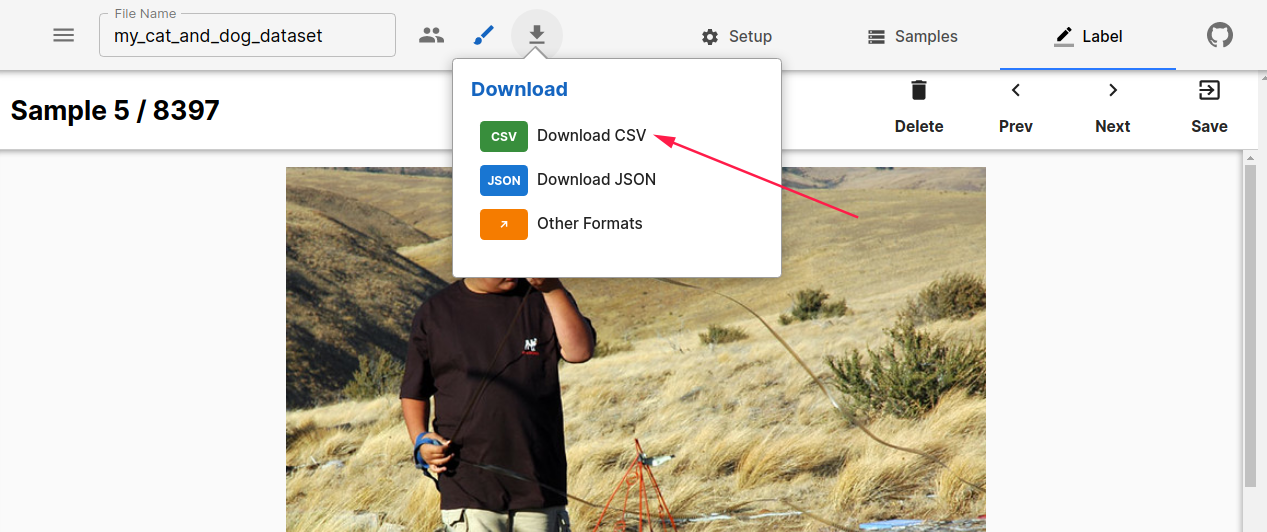 File Name
my_cat_and_dog_dataset
Setup
Samples
Label
Sample 5 / 8397
Delete
Prev
Next
Save
Download
CSV Download CSV
JSON Download JSON
Other Formats